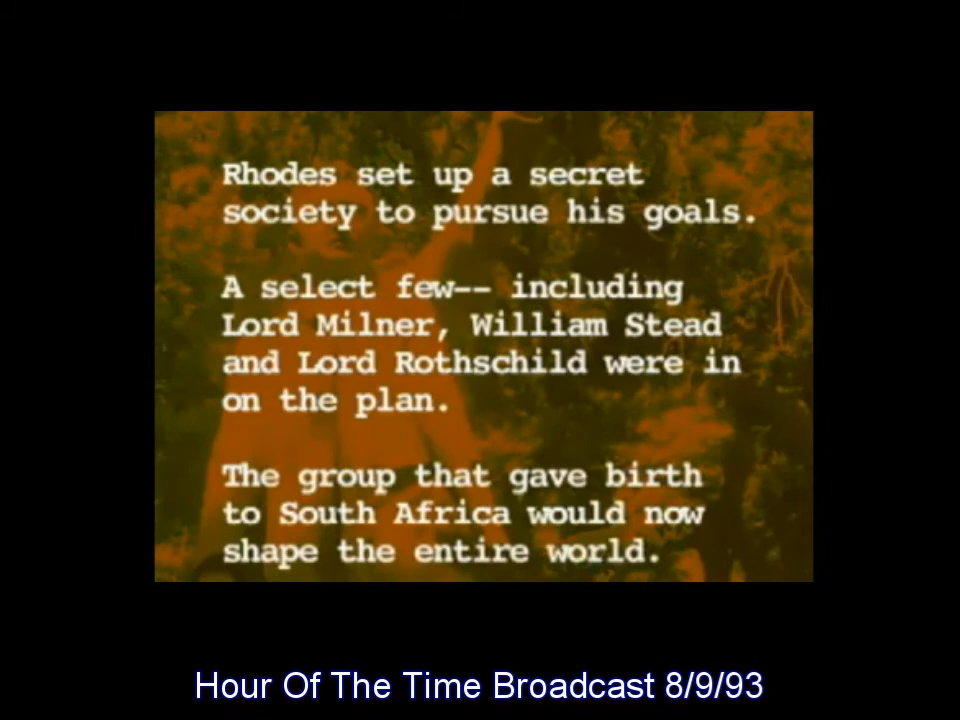 Rhodes set up a secret
society to pursue his goals.
A select few-- including
Lord Milner, William Stead
and Lord Rothschild were in
on the plan.
The group that gave birth
to South Africa would now
shape the entire world.
Hour Of The Time Broadcast 8/9/93